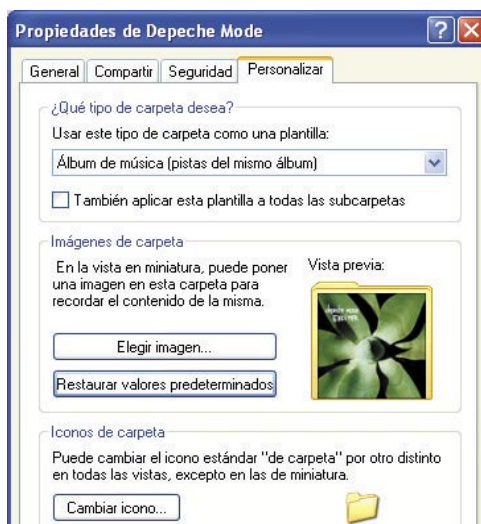 Propiedades de Depeche Mode
General Compartir Seguridad Personalizar
¿Qué tipo de carpeta desea?
Usar este tipo de carpeta como una plantilla:
Álbum de música (pistas del mismo álbum)
También aplicar esta plantilla a todas las subcarpetas
Imágenes de carpeta
En la vista en miniatura, puede poner
una imagen en esta carpeta para
recordar el contenido de la misma.
Vista previa:
depeche mode
Elegir imagen...
Restaurar valores predeterminados
Iconos de carpeta
Puede cambiar el icono estándar "de carpeta" por otro distinto
en todas las vistas, excepto en las de miniatura.
Cambiar icono...